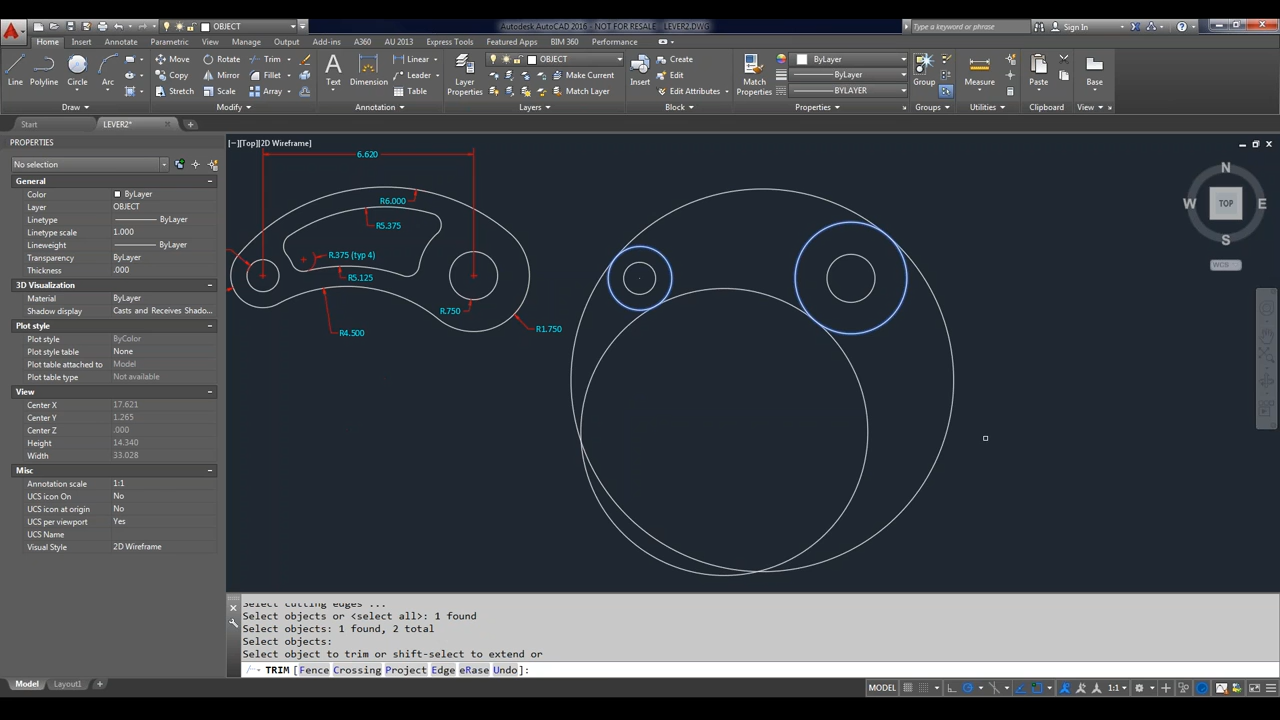 OBJECT
Autodesk AutoCAD 2016 - NOT FOR RESALE LEVER2.DWG
Type a keyword or phrase
Sign In
Home Insert Annotate Parametric View Manage Output Add-ins A360 AU 2013 Express Tools Featured Apps BIM 360 Performance
Line Polyline Circle Arc
Move Rotate Trim
Copy Mirror Fillet
Stretch Scale Array
Text Dimension
Linear
Leader
Table
Layer Properties
OBJECT
Make Current
Match Layer
Insert
Create
Edit
Edit Attributes
Match Properties
ByLayer
ByLayer
BYLAYER
Group
Measure
Paste
Base
Draw Modify Annotation Layers Block Properties Groups Utilities Clipboard View
Start LEVER2*
PROPERTIES
[−][Top][2D Wireframe]
No selection
General
Color ByLayer
Layer OBJECT
Linetype ByLayer
Linetype scale 1.000
Lineweight ByLayer
Transparency ByLayer
Thickness .000
3D Visualization
Material ByLayer
Shadow display Casts and Receives Shado...
Plot style
Plot style ByColor
Plot style table None
Plot table attached to Model
Plot table type Not available
View
Center X 17.621
Center Y 1.265
Center Z .000
Height 14.340
Width 33.028
Misc
Annotation scale 1:1
UCS icon On No
UCS icon at origin No
UCS per viewport Yes
UCS Name
Visual Style 2D Wireframe
6.620
R6.000
R5.375
R.375 (typ 4)
R5.125
R.750
R1.750
R4.500
N
W TOP E
S
WCS
Select cutting edges ...
Select objects or <select all>: 1 found
Select objects: 1 found, 2 total
Select objects:
Select object to trim or shift-select to extend or
TRIM [Fence Crossing Project Edge eRase Undo]:
Model Layout1 +
MODEL 1:1